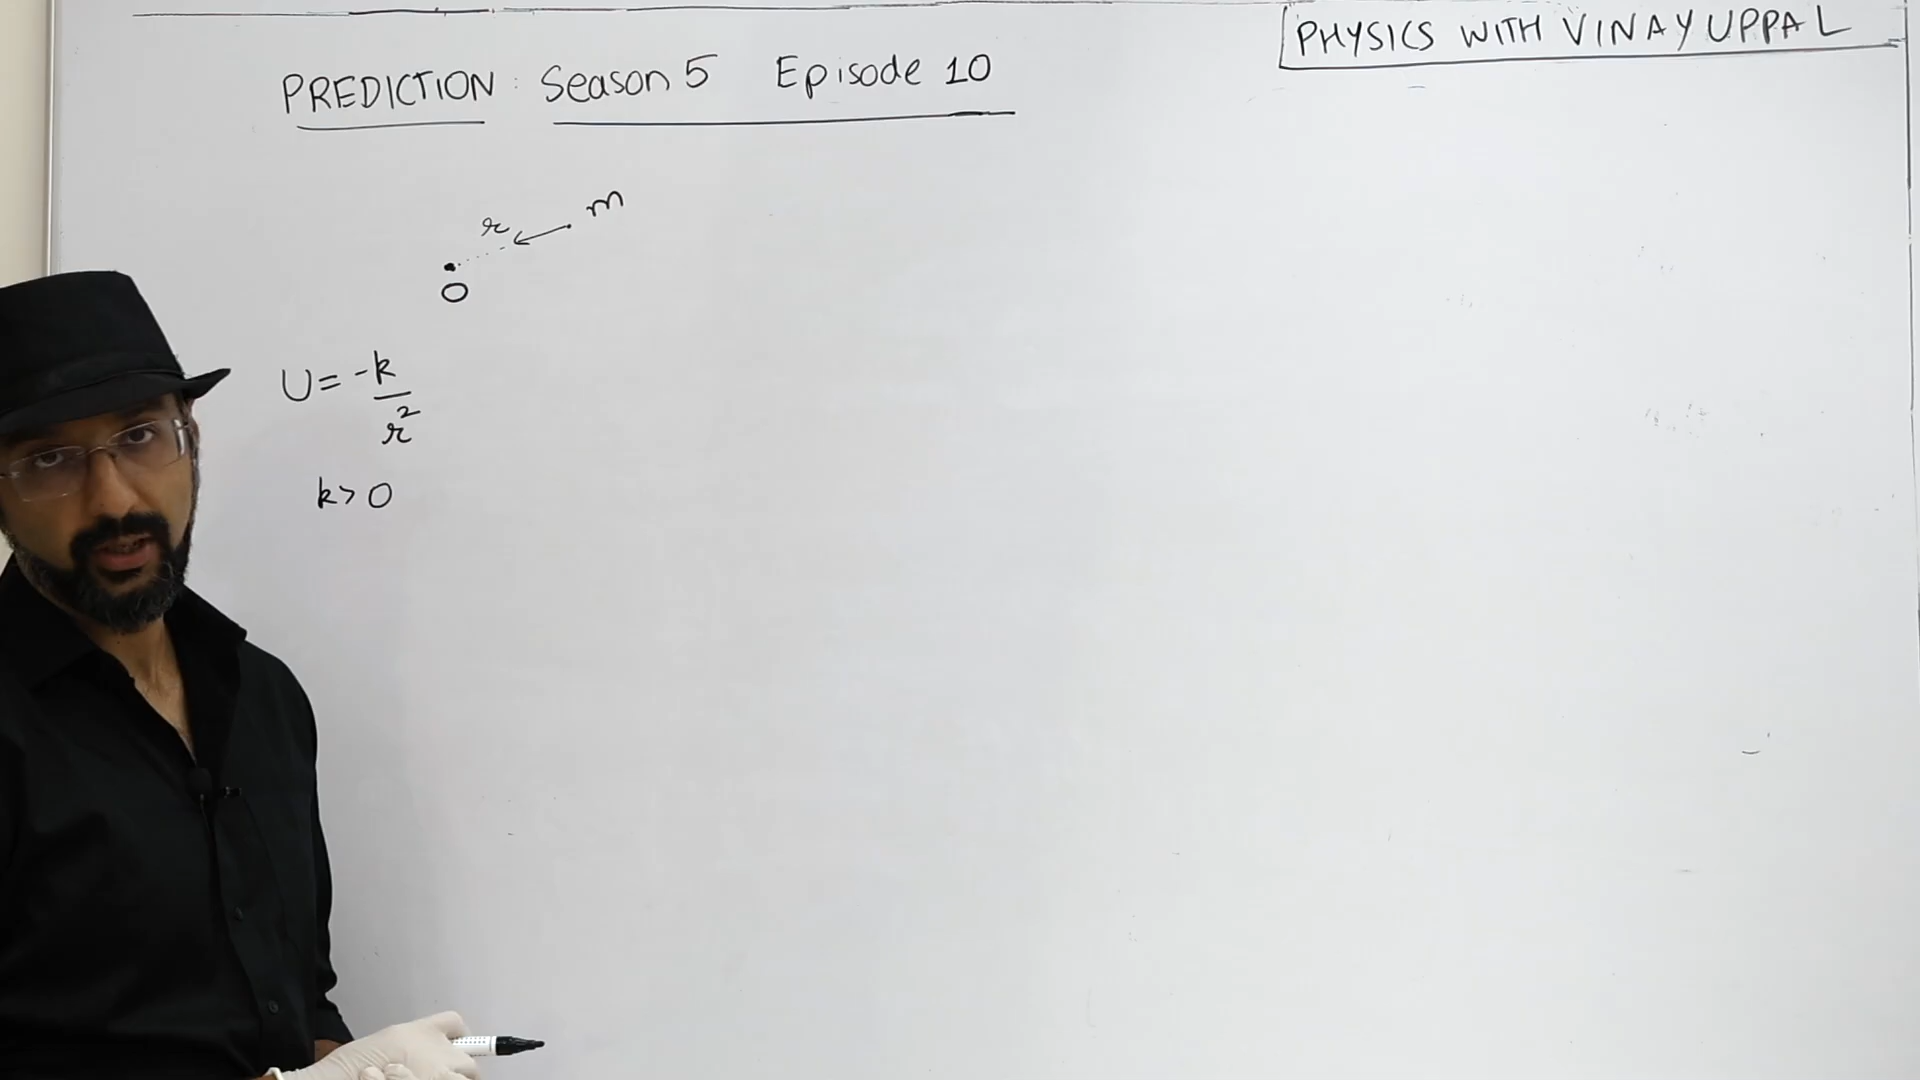 PHYSICS WITH VINAY UPPAL
PREDICTION : Season 5 Episode 10
r m
O
U = -k/r²
k > 0